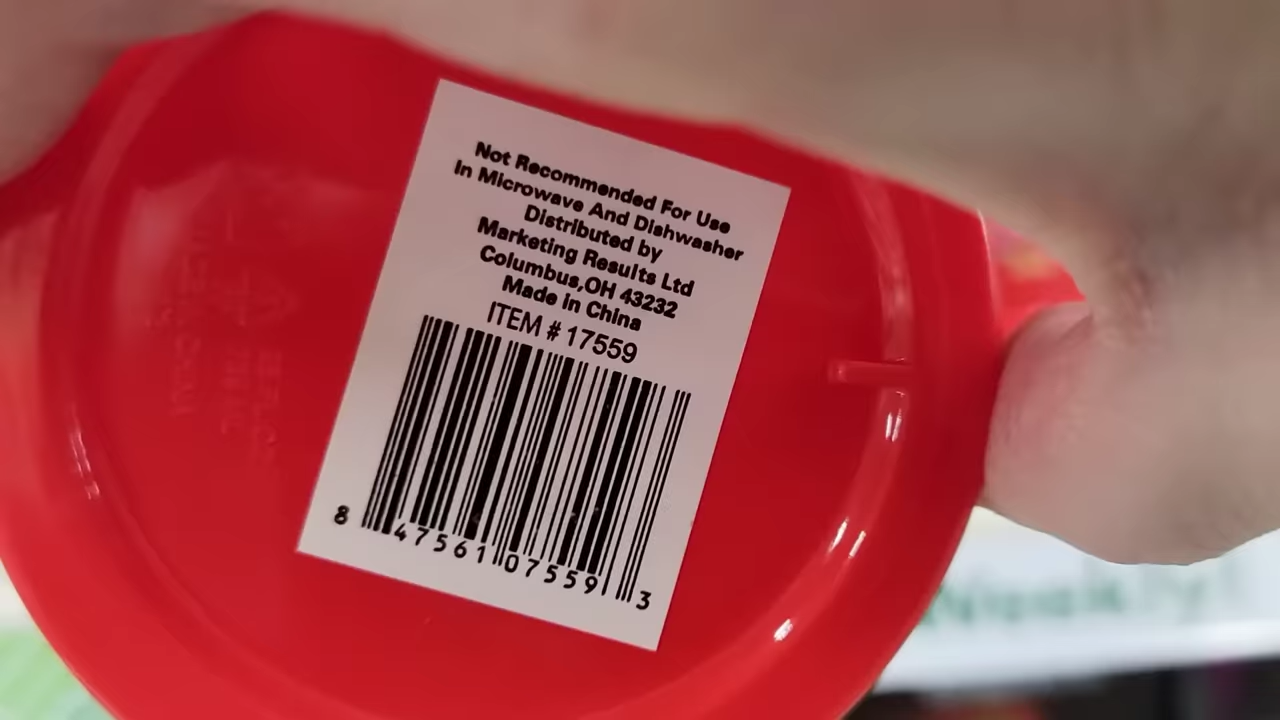 Not Recommended For Use
In Microwave And Dishwasher
Distributed by
Marketing Results Ltd
Columbus,OH 43232
Made in China
ITEM # 17559
8 47561 07559 3
Weekly!